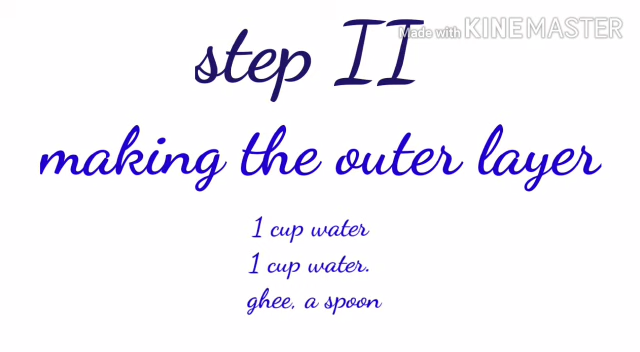 step II
Made with KINEMASTER
making the outer layer
1 cup water
1 cup water.
ghee, a spoon